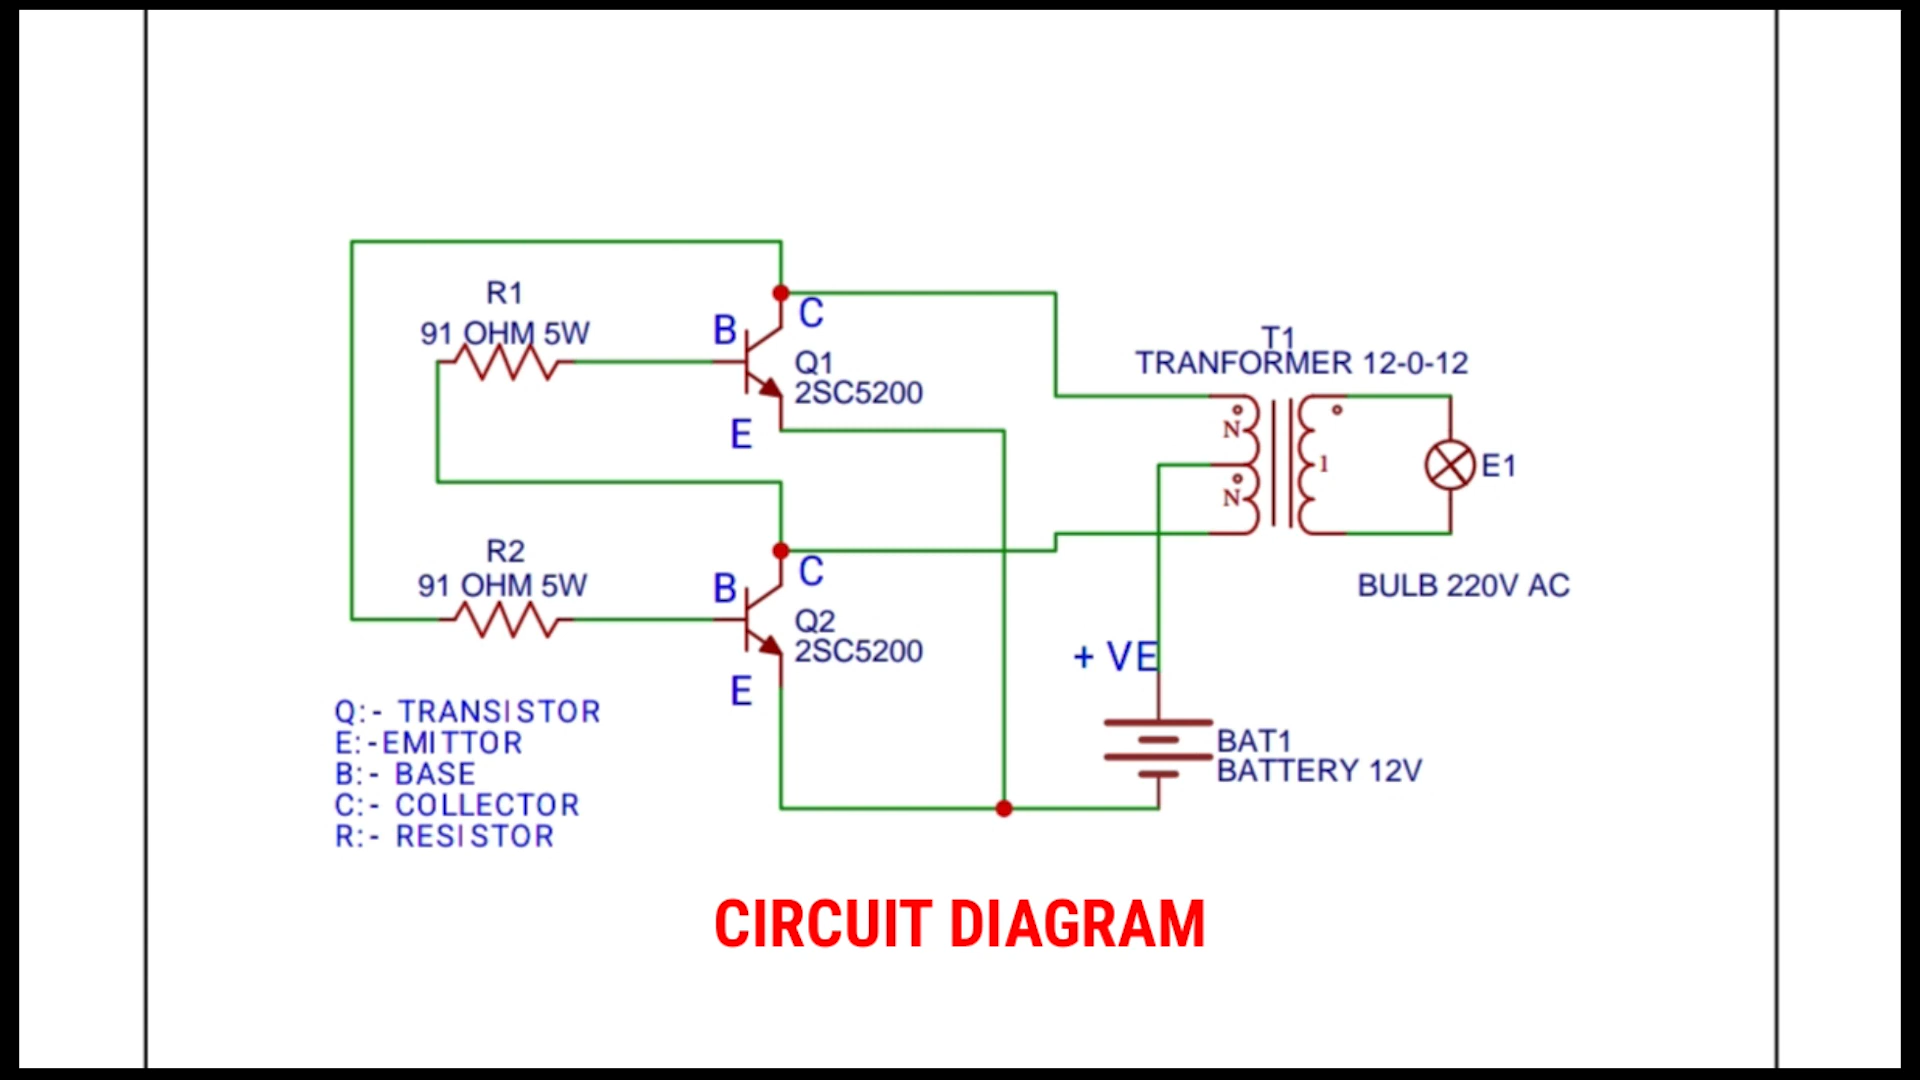 R1
91 OHM 5W
B
C
Q1
2SC5200
E
T1
TRANFORMER 12-0-12
N
1
N
E1
R2
91 OHM 5W
B
C
Q2
2SC5200
E
BULB 220V AC
+ VE
BAT1
BATTERY 12V
Q:- TRANSISTOR
E:-EMITTOR
B:- BASE
C:- COLLECTOR
R:- RESISTOR
CIRCUIT DIAGRAM